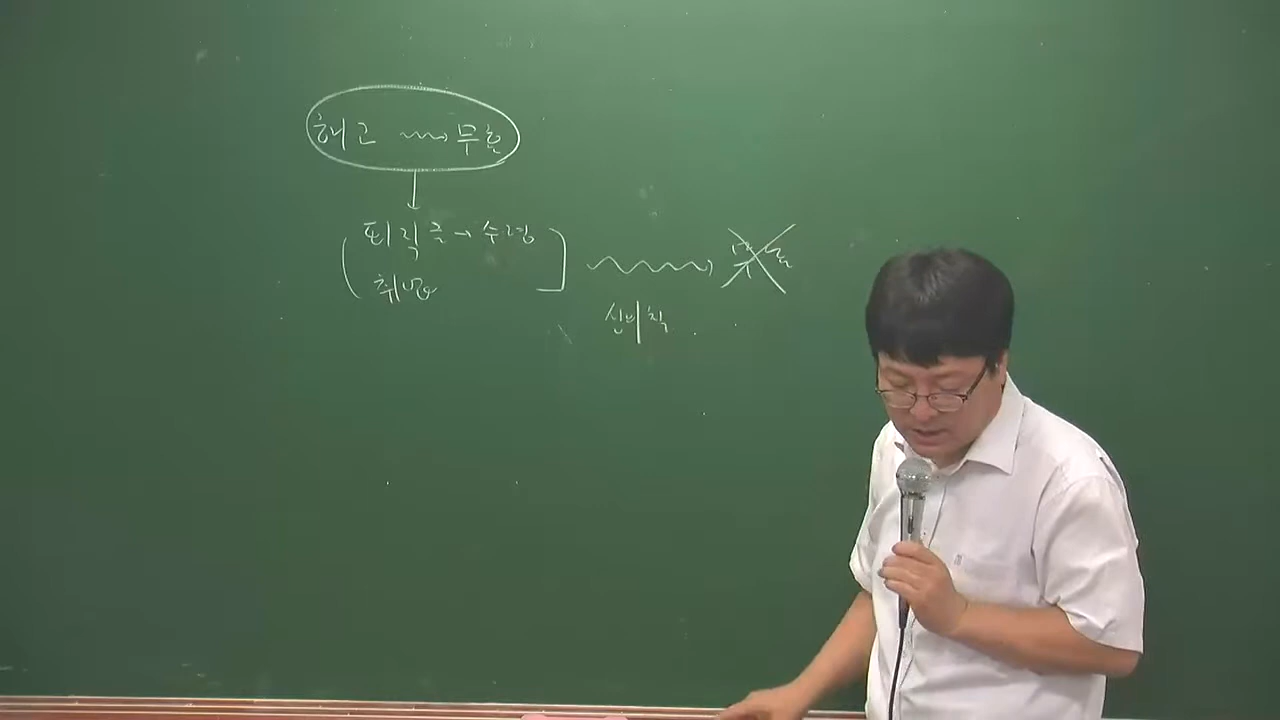 해고 → 무효
↓
퇴직금 → 수령
취업
신의칙